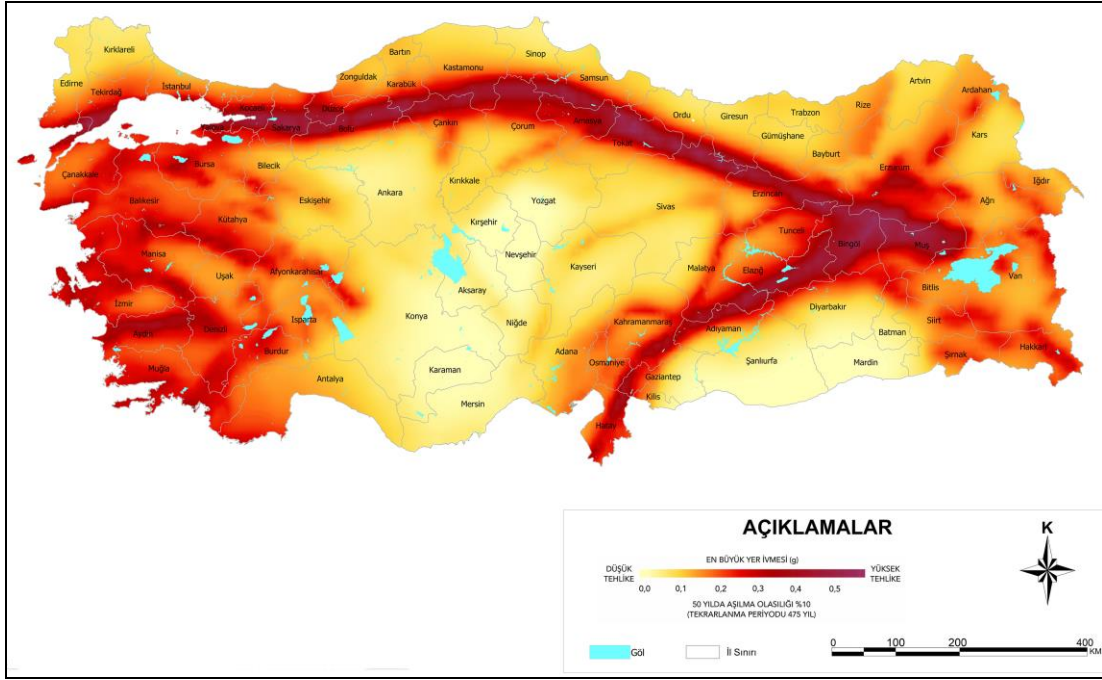 Kırklareli
Edirne
Tekirdağ
İstanbul
Kocaeli
Sakarya
Düzce
Bolu
Zonguldak
Bartın
Karabük
Kastamonu
Sinop
Samsun
Çankırı
Çorum
Amasya
Tokat
Ordu
Giresun
Trabzon
Gümüşhane
Bayburt
Rize
Artvin
Ardahan
Kars
Iğdır
Erzurum
Ağrı
Erzincan
Çanakkale
Bursa
Bilecik
Balıkesir
Kütahya
Eskişehir
Ankara
Kırıkkale
Yozgat
Kırşehir
Sivas
Tunceli
Bingöl
Muş
Manisa
Uşak
Afyonkarahisar
Nevşehir
Kayseri
Malatya
Elazığ
Bitlis
Van
İzmir
Aksaray
Konya
Niğde
Diyarbakır
Batman
Siirt
Aydın
Denizli
Isparta
Burdur
Kahramanmaraş
Adıyaman
Şanlıurfa
Mardin
Şırnak
Hakkari
Muğla
Antalya
Karaman
Mersin
Adana
Osmaniye
Gaziantep
Kilis
Hatay
AÇIKLAMALAR
K
EN BÜYÜK YER İVMESİ (g)
DÜŞÜK
TEHLİKE
YÜKSEK
TEHLİKE
0,0 0,1 0,2 0,3 0,4 0,5
50 YILDA AŞILMA OLASILIĞI %10
(TEKRARLANMA PERİYODU 475 YIL)
Göl
İl Sınırı
0 100 200 400
KM